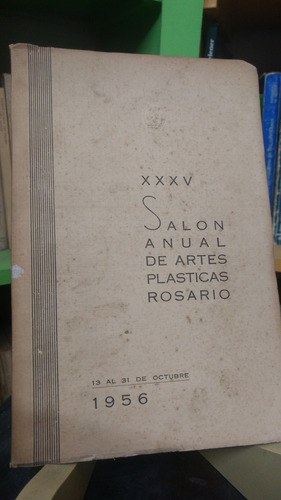 XXXV
SALON
ANUAL
DE ARTES
PLASTICAS
ROSARIO
13 AL 31 DE OCTUBRE
1956